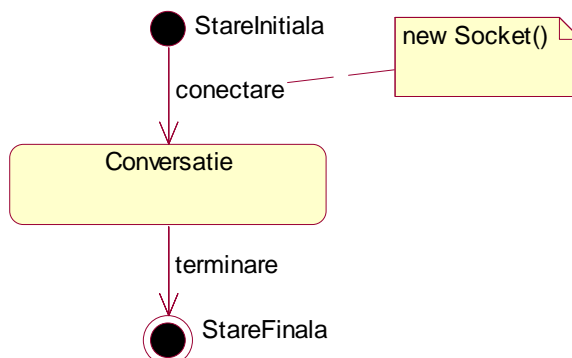 StareInitiala
new Socket()
conectare
Conversatie
terminare
StareFinala